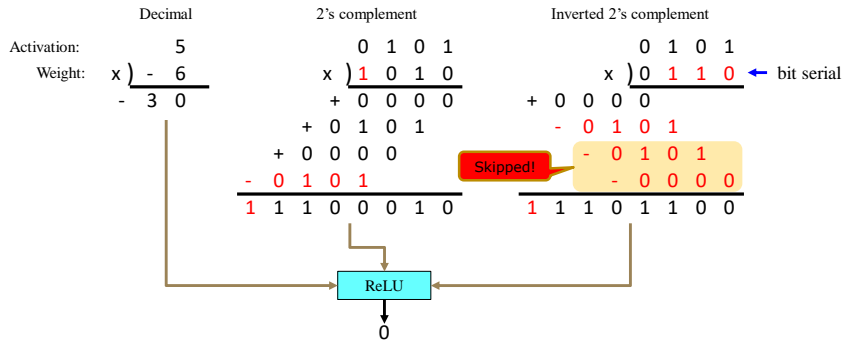 Decimal 2's complement Inverted 2's complement
Activation: 5 0 1 0 1 0 1 0 1
Weight: x ) - 6 x ) 1 0 1 0 x ) 0 1 1 0 bit serial
- 3 0 + 0 0 0 0 + 0 0 0 0
+ 0 1 0 1 - 0 1 0 1
+ 0 0 0 0 Skipped! - 0 1 0 1
- 0 1 0 1 - 0 0 0 0
1 1 1 0 0 0 1 0 1 1 1 0 1 1 0 0
ReLU
0